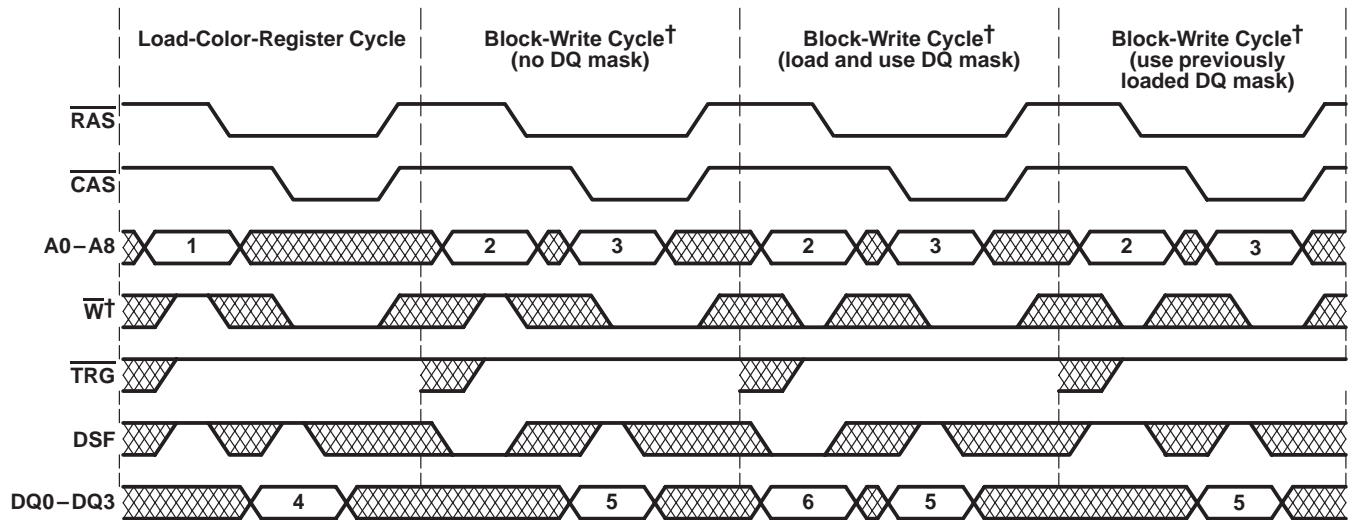 Load-Color-Register Cycle
Block-Write Cycle†
(no DQ mask)
Block-Write Cycle†
(load and use DQ mask)
Block-Write Cycle†
(use previously
loaded DQ mask)
RAS
CAS
A0–A8 1 2 3 2 3 2 3
W†
TRG
DSF
DQ0–DQ3 4 5 6 5 5